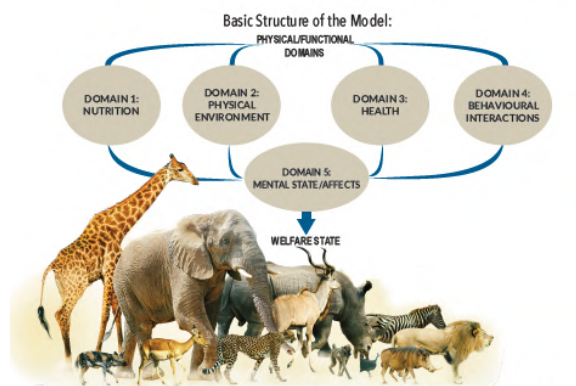 Basic Structure of the Model:
PHYSICAL/FUNCTIONAL
DOMAINS
DOMAIN 1:
NUTRITION
DOMAIN 2:
PHYSICAL
ENVIRONMENT
DOMAIN 3:
HEALTH
DOMAIN 4:
BEHAVIOURAL
INTERACTIONS
DOMAIN 5:
MENTAL STATE/AFFECTS
WELFARE STATE